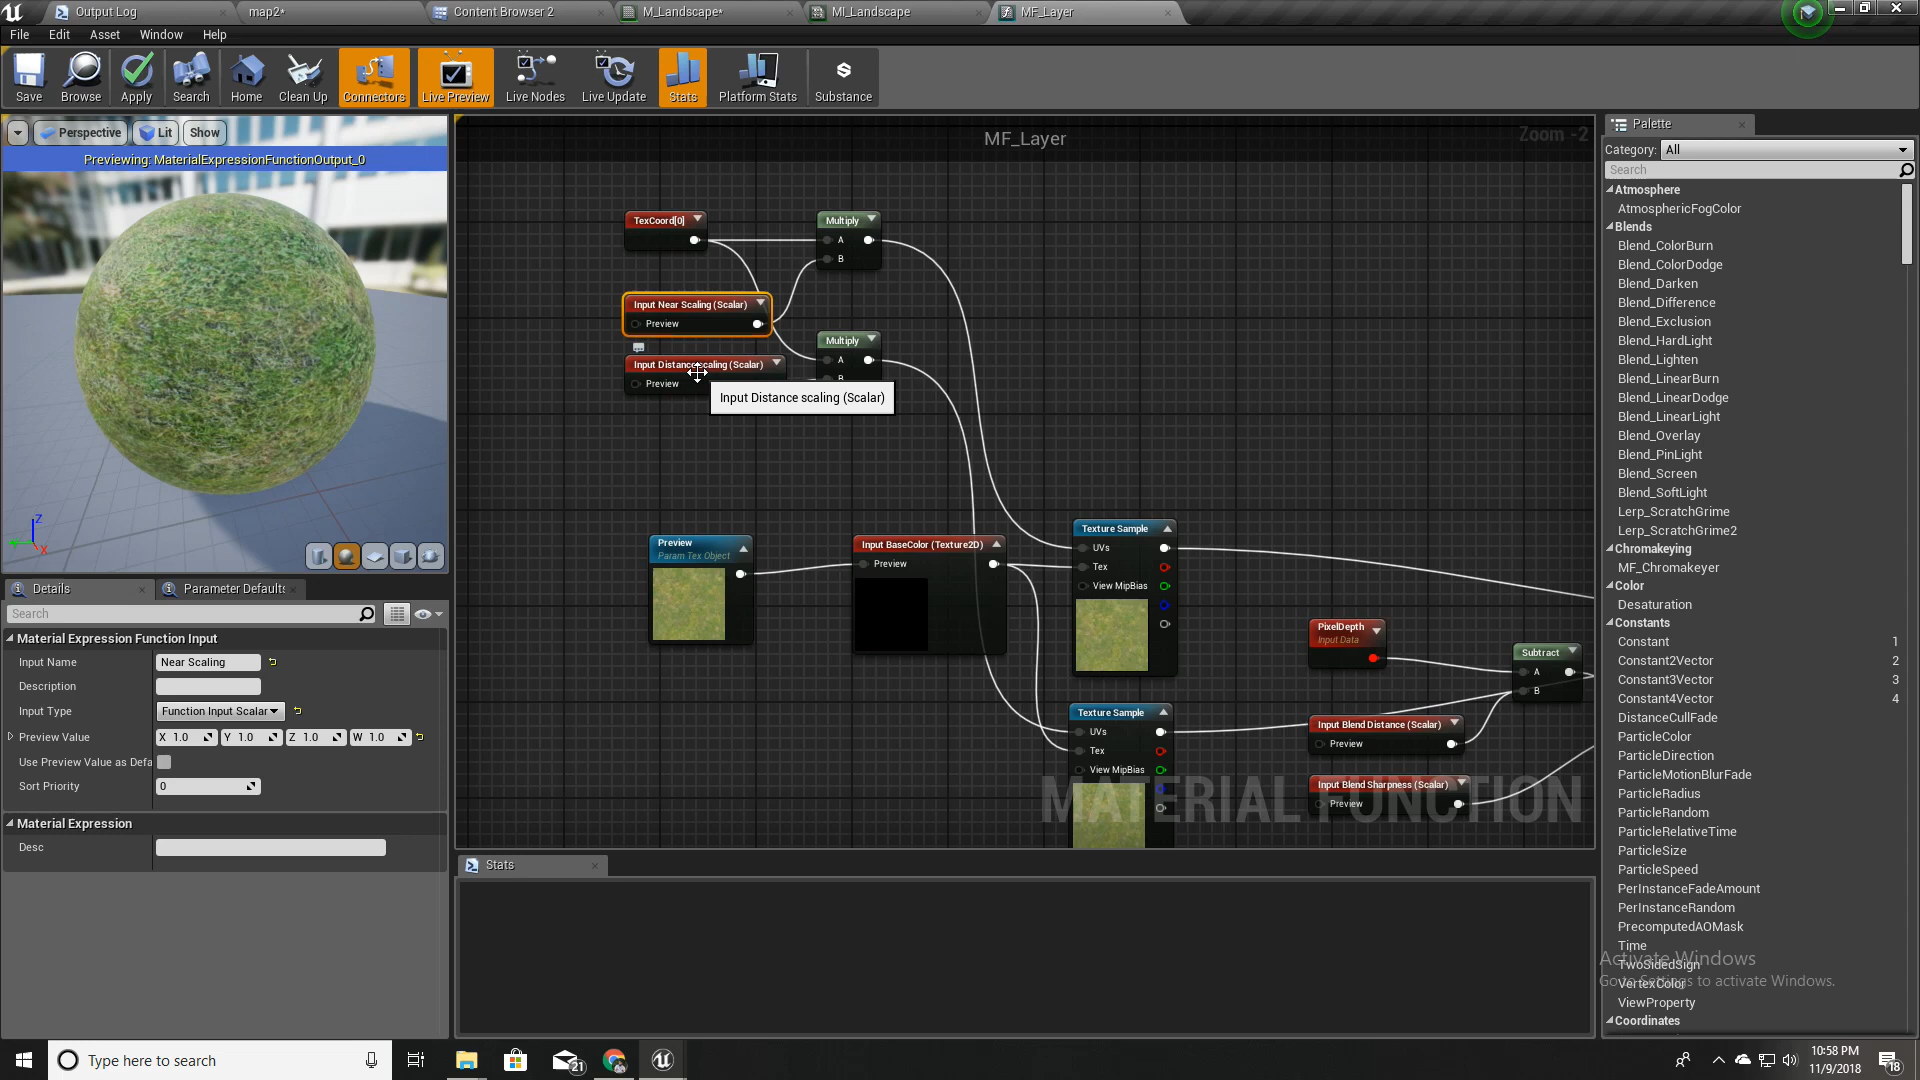 Output Log
map2*
Content Browser 2
M_Landscape*
MI_Landscape
MF_Layer
File Edit Asset Window Help
Save Browse Apply Search Home Clean Up Connectors Live Preview Live Nodes Live Update Stats Platform Stats Substance
Perspective Lit Show
Previewing: MaterialExpressionFunctionOutput_0
Z
X
MF_Layer
Zoom -2
TexCoord[0]
Multiply
A
B
Input Near Scaling (Scalar)
Preview
Multiply
A
B
Input Distance scaling (Scalar)
Preview
Input Distance scaling (Scalar)
Preview
Param Tex Object
Input BaseColor (Texture2D)
Preview
Texture Sample
UVs
Tex
View MipBias
Texture Sample
UVs
Tex
View MipBias
PixelDepth
Input Data
Subtract
A
B
Input Blend Distance (Scalar)
Preview
Input Blend Sharpness (Scalar)
Preview
MATERIAL FUNCTION
Details
Parameter Defaults
Search
Material Expression Function Input
Input Name Near Scaling
Description
Input Type Function Input Scalar
Preview Value X 1.0 Y 1.0 Z 1.0 W 1.0
Use Preview Value as Defa
Sort Priority 0
Material Expression
Desc
Stats
Palette
Category: All
Search
Atmosphere
AtmosphericFogColor
Blends
Blend_ColorBurn
Blend_ColorDodge
Blend_Darken
Blend_Difference
Blend_Exclusion
Blend_HardLight
Blend_Lighten
Blend_LinearBurn
Blend_LinearDodge
Blend_LinearLight
Blend_Overlay
Blend_PinLight
Blend_Screen
Blend_SoftLight
Lerp_ScratchGrime
Lerp_ScratchGrime2
Chromakeying
MF_Chromakeyer
Color
Desaturation
Constants
Constant 1
Constant2Vector 2
Constant3Vector 3
Constant4Vector 4
DistanceCullFade
ParticleColor
ParticleDirection
ParticleMotionBlurFade
ParticleRadius
ParticleRandom
ParticleRelativeTime
ParticleSize
ParticleSpeed
PerInstanceFadeAmount
PerInstanceRandom
PrecomputedAOMask
Time
TwoSidedSign
VertexColor
ViewProperty
Coordinates
Activate Windows
Go to Settings to activate Windows.
Type here to search
21
10:58 PM
11/9/2018
18